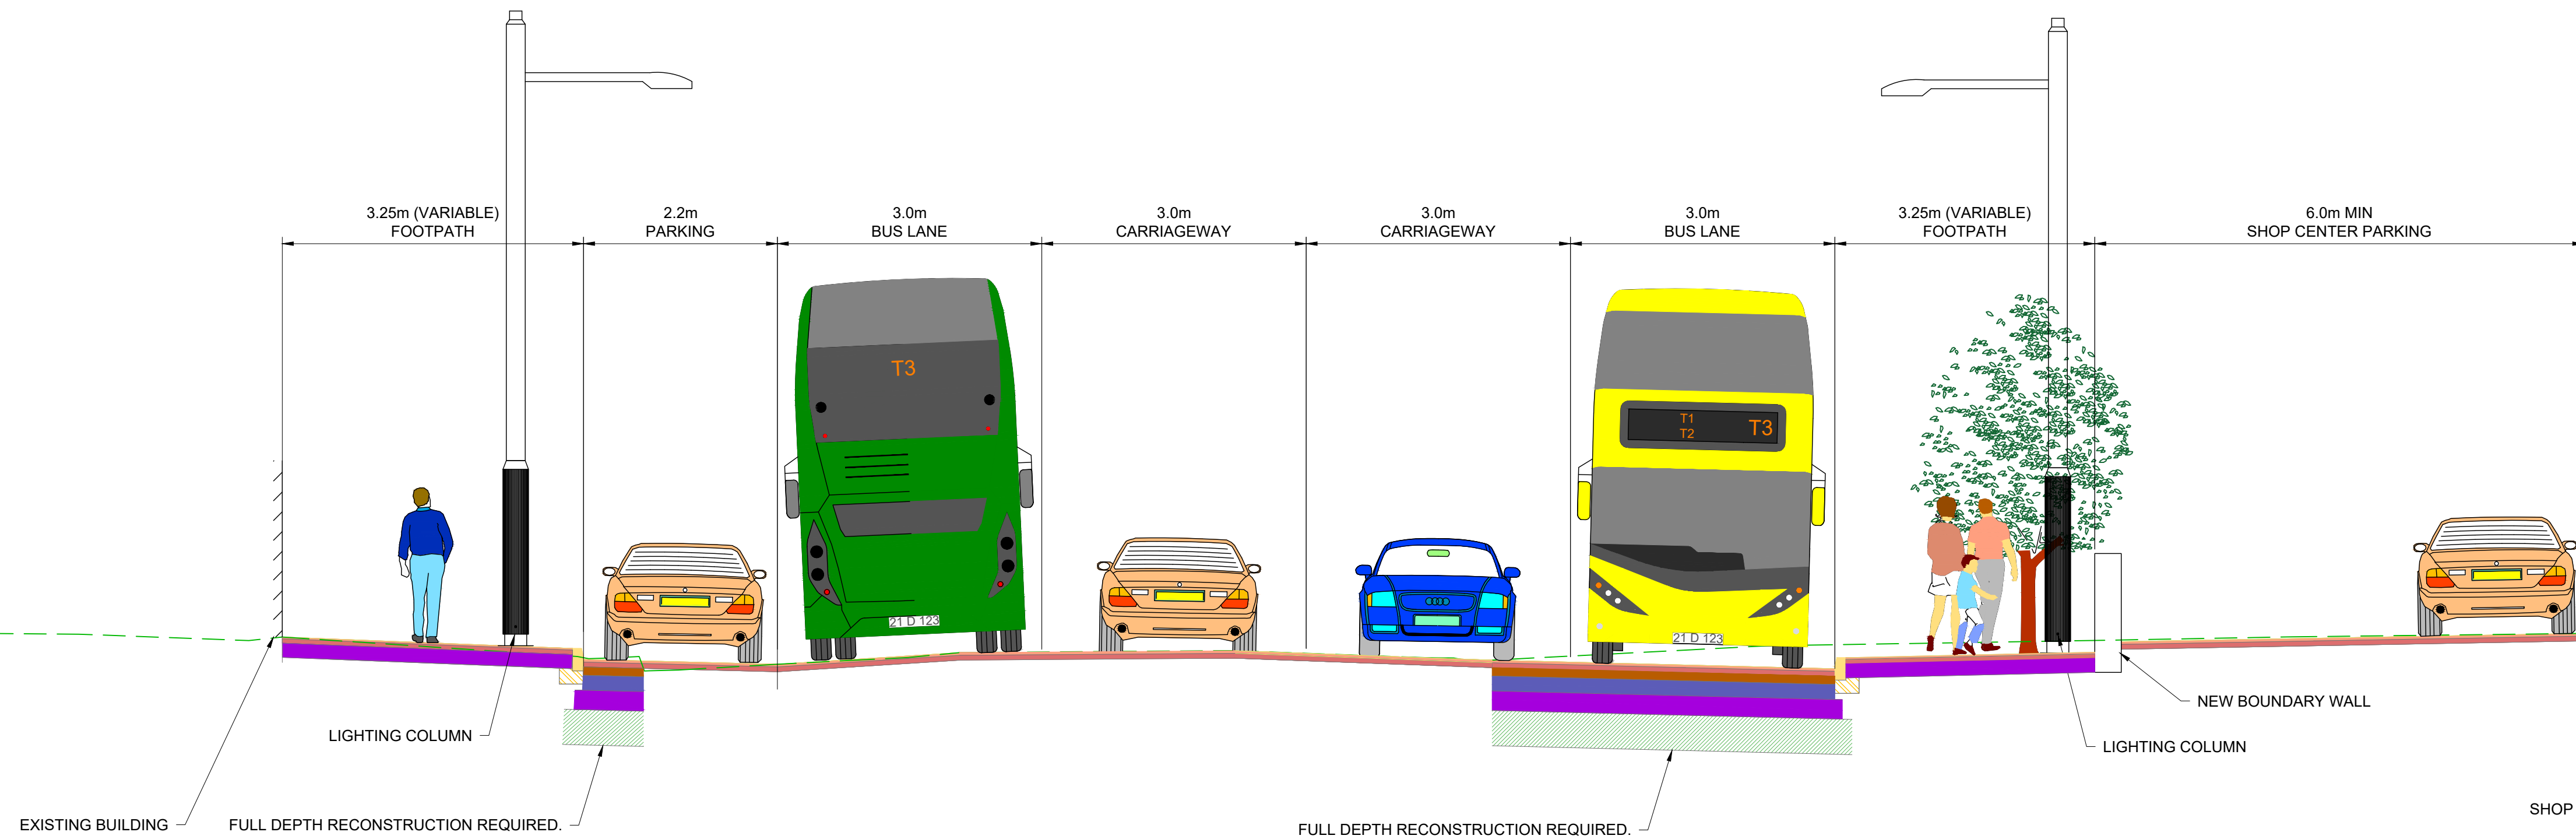 3.25m (VARIABLE)
FOOTPATH
2.2m
PARKING
3.0m
BUS LANE
3.0m
CARRIAGEWAY
3.0m
CARRIAGEWAY
3.0m
BUS LANE
3.25m (VARIABLE)
FOOTPATH
6.0m MIN
SHOP CENTER PARKING
T3
T1
T2
T3
21 D 123
21 D 123
LIGHTING COLUMN
NEW BOUNDARY WALL
LIGHTING COLUMN
EXISTING BUILDING
FULL DEPTH RECONSTRUCTION REQUIRED.
FULL DEPTH RECONSTRUCTION REQUIRED.
SHOP